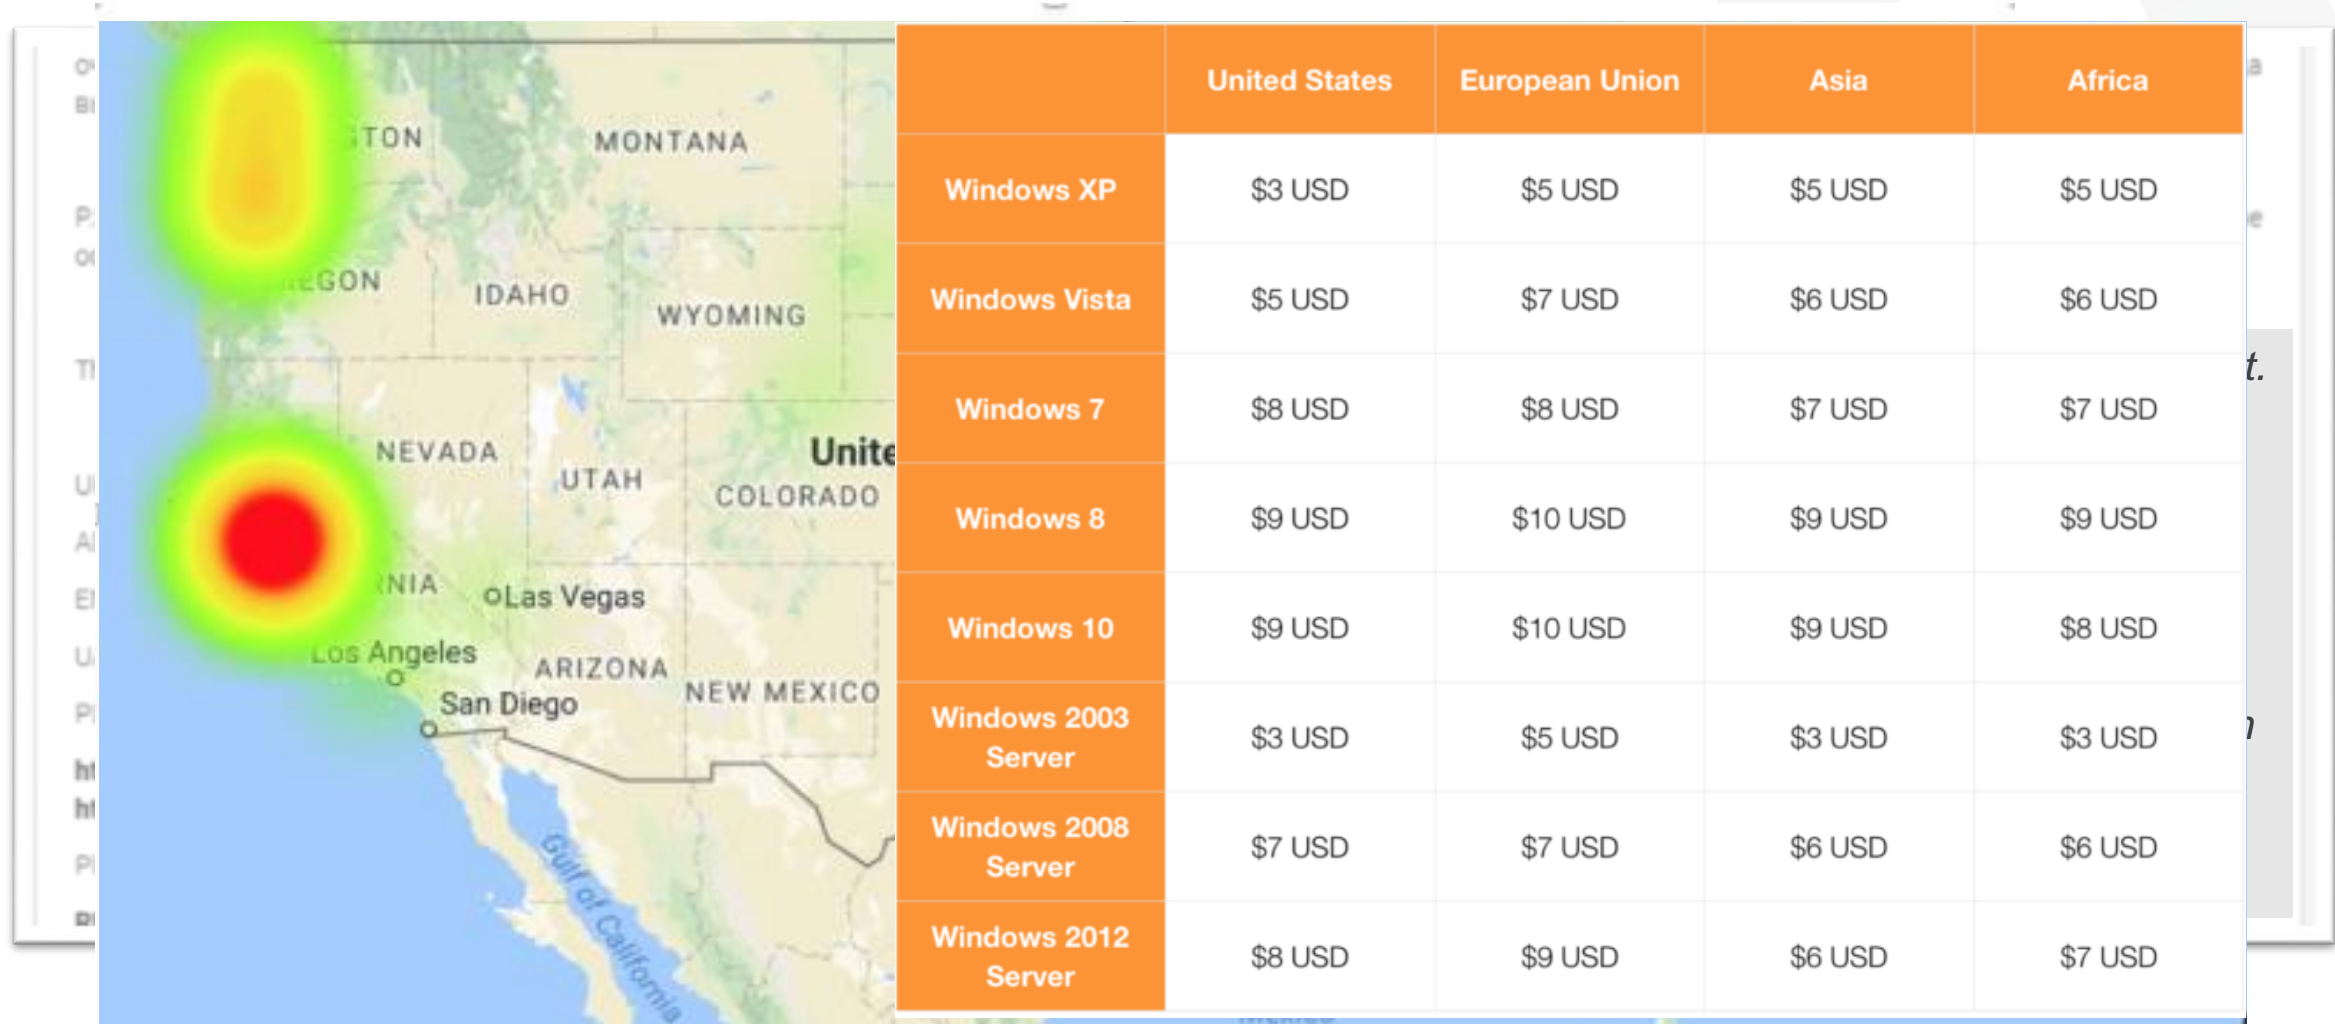 TON
MONTANA
EGON
IDAHO
WYOMING
NEVADA
Unite
UTAH
COLORADO
RNIA
Las Vegas
Los Angeles
ARIZONA
NEW MEXICO
San Diego
Gulf of California
United States European Union Asia Africa
Windows XP $3 USD $5 USD $5 USD $5 USD
Windows Vista $5 USD $7 USD $6 USD $6 USD
Windows 7 $8 USD $8 USD $7 USD $7 USD
Windows 8 $9 USD $10 USD $9 USD $9 USD
Windows 10 $9 USD $10 USD $9 USD $8 USD
Windows 2003
Server $3 USD $5 USD $3 USD $3 USD
Windows 2008
Server $7 USD $7 USD $6 USD $6 USD
Windows 2012
Server $8 USD $9 USD $6 USD $7 USD
t.